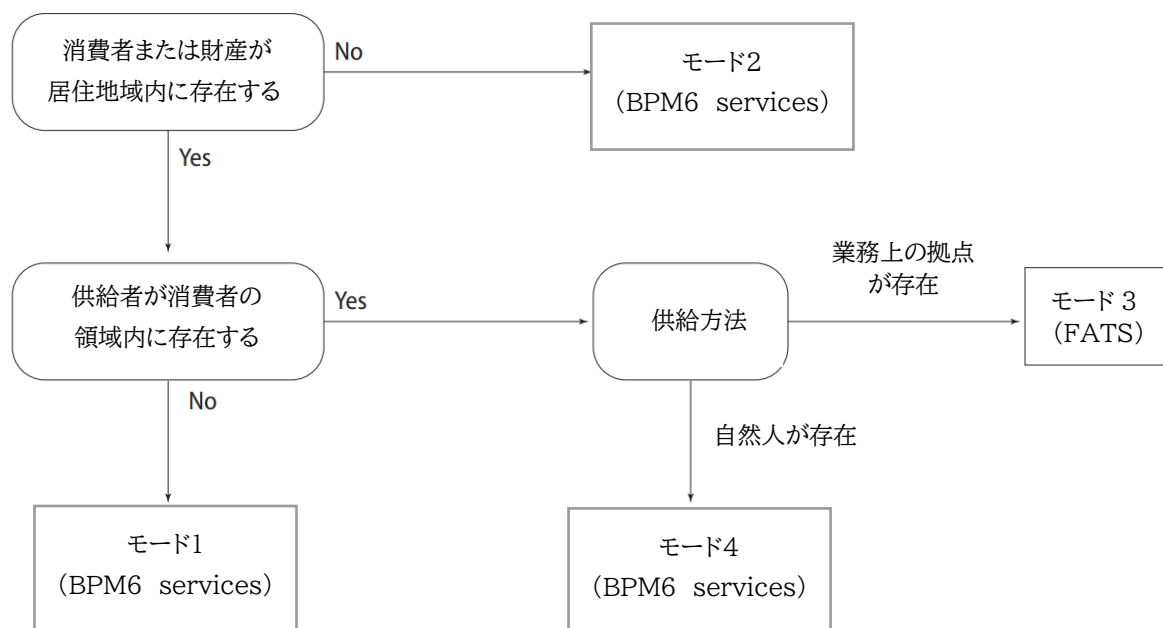 消費者または財産が
居住地域内に存在する
No
モード2
(BPM6 services)
Yes
供給者が消費者の
領域内に存在する
Yes
供給方法
業務上の拠点
が存在
モード 3
(FATS)
No
自然人が存在
モード1
(BPM6 services)
モード4
(BPM6 services)